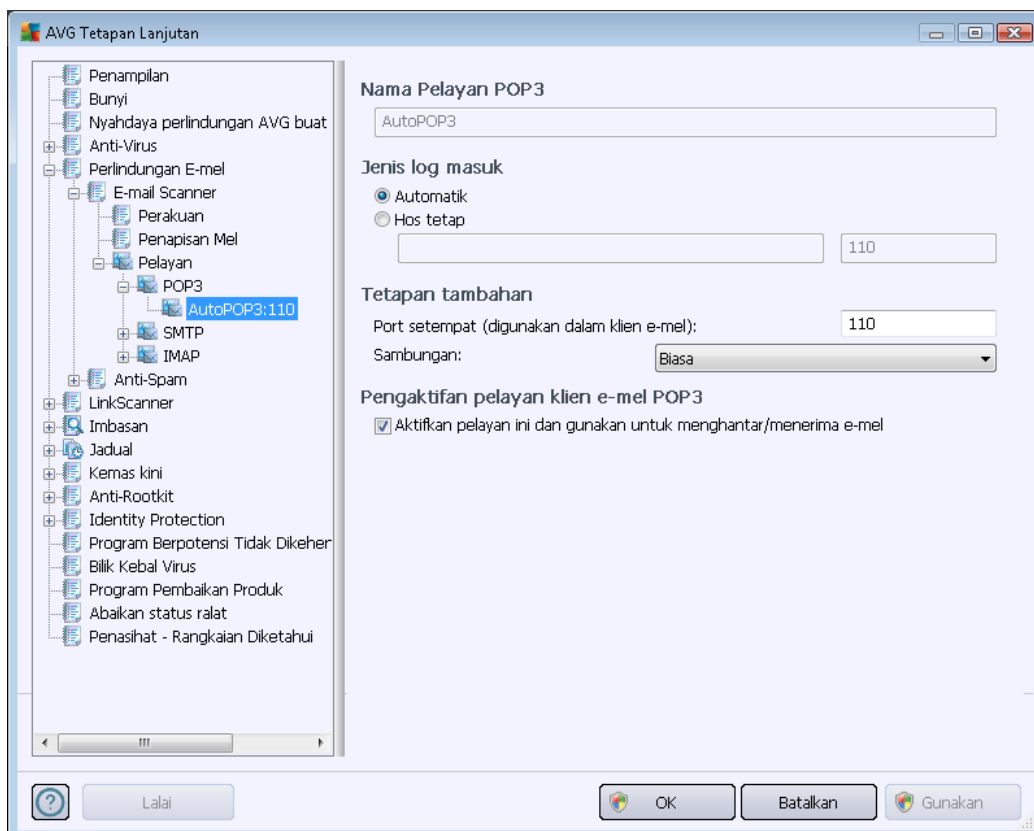 AVG Tetapan Lanjutan
Penampilan
Bunyi
Nyahdaya perlindungan AVG buat
Anti-Virus
Perlindungan E-mel
E-mail Scanner
Perakuan
Penapisan Mel
Pelayan
POP3
AutoPOP3:110
SMTP
IMAP
Anti-Spam
LinkScanner
Imbasan
Jadual
Kemas kini
Anti-Rootkit
Identity Protection
Program Berpotensi Tidak Dikeher
Bilik Kebal Virus
Program Pembaikan Produk
Abaikan status ralat
Penasihat - Rangkaian Diketahui
Nama Pelayan POP3
AutoPOP3
Jenis log masuk
Automatik
Hos tetap
110
Tetapan tambahan
Port setempat (digunakan dalam klien e-mel): 110
Sambungan: Biasa
Pengaktifan pelayan klien e-mel POP3
Aktifkan pelayan ini dan gunakan untuk menghantar/menerima e-mel
Lalai
OK
Batalkan
Gunakan